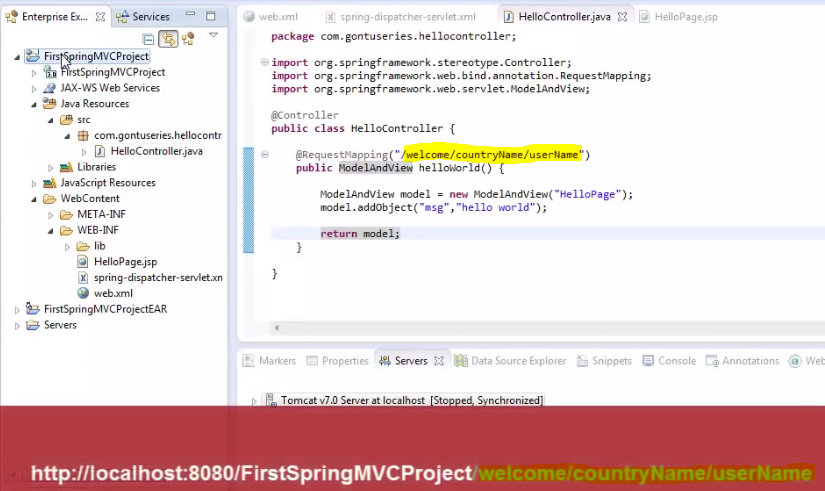 Enterprise Ex...
Services
FirstSpringMVCProject
FirstSpringMVCProject
JAX-WS Web Services
Java Resources
src
com.gontuseries.hellocontr
HelloController.java
Libraries
JavaScript Resources
WebContent
META-INF
WEB-INF
lib
HelloPage.jsp
spring-dispatcher-servlet.xn
web.xml
FirstSpringMVCProjectEAR
Servers
web.xml
spring-dispatcher-servlet.xml
HelloController.java
HelloPage.jsp
package com.gontuseries.hellocontroller;
import org.springframework.stereotype.Controller;
import org.springframework.web.bind.annotation.RequestMapping;
import org.springframework.web.servlet.ModelAndView;
@Controller
public class HelloController {
@RequestMapping("/welcome/countryName/userName")
public ModelAndView helloWorld() {
ModelAndView model = new ModelAndView("HelloPage");
model.addObject("msg","hello world");
return model;
}
}
Markers
Properties
Servers
Data Source Explorer
Snippets
Console
Annotations
Web
Tomcat v7.0 Server at localhost [Stopped, Synchronized]
http://localhost:8080/FirstSpringMVCProject/welcome/countryName/userName